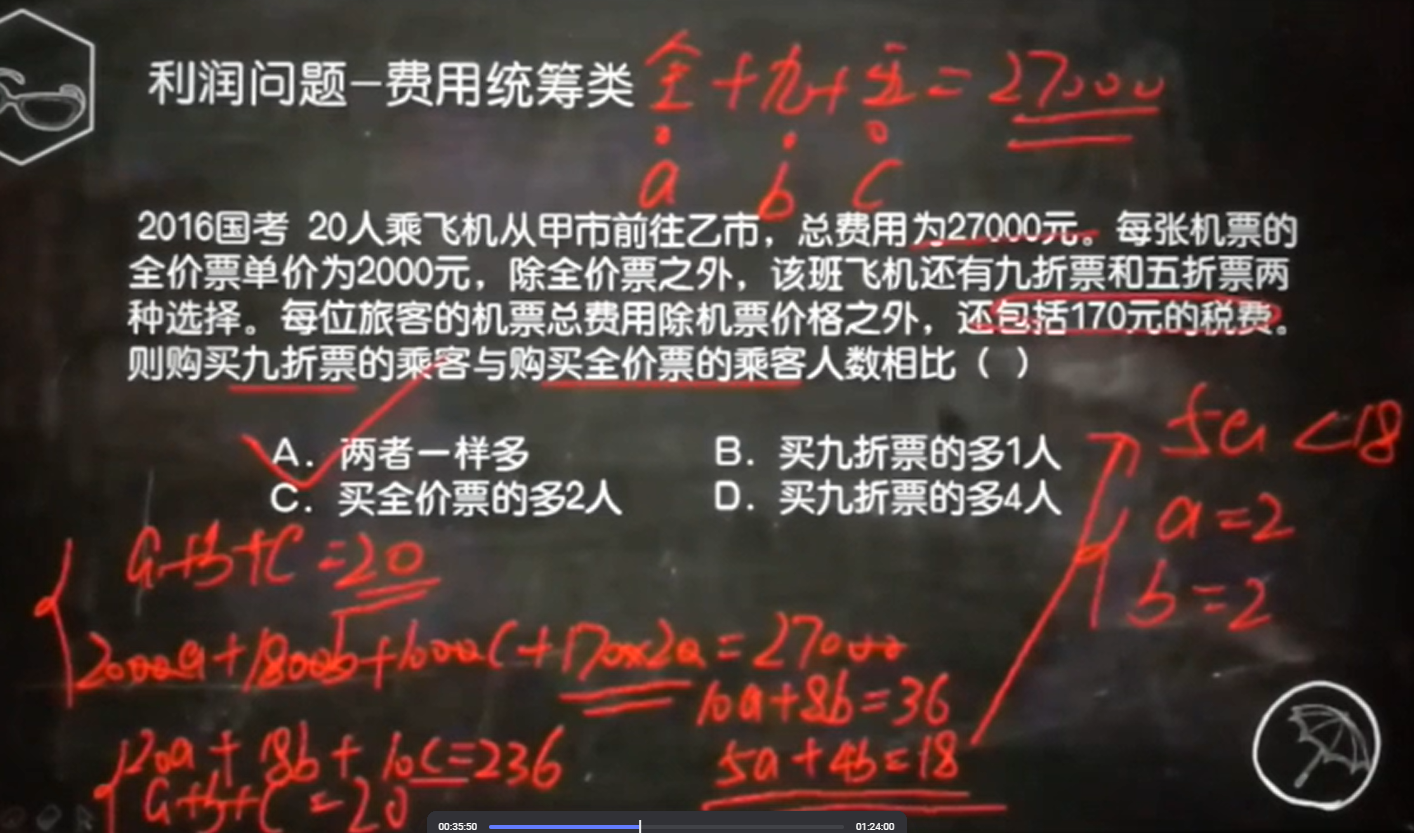 利润问题–费用统筹类 全+九+五=27000
a b c
2016国考 20人乘飞机从甲市前往乙市，总费用为27000元。每张机票的
全价票单价为2000元，除全价票之外，该班飞机还有九折票和五折票两
种选择。每位旅客的机票总费用除机票价格之外，还包括170元的税费。
则购买九折票的乘客与购买全价票的乘客人数相比（ ）
A．两者一样多 B．买九折票的多1人
C．买全价票的多2人 D．买九折票的多4人
5a<18
a=2
b=2
a+b+c=20
2000a+1800b+1000c+170×20=27000
10a+8b=36
20a+18b+10c=236
5a+4b=18
a+b+c=20
00:35:50 01:24:00